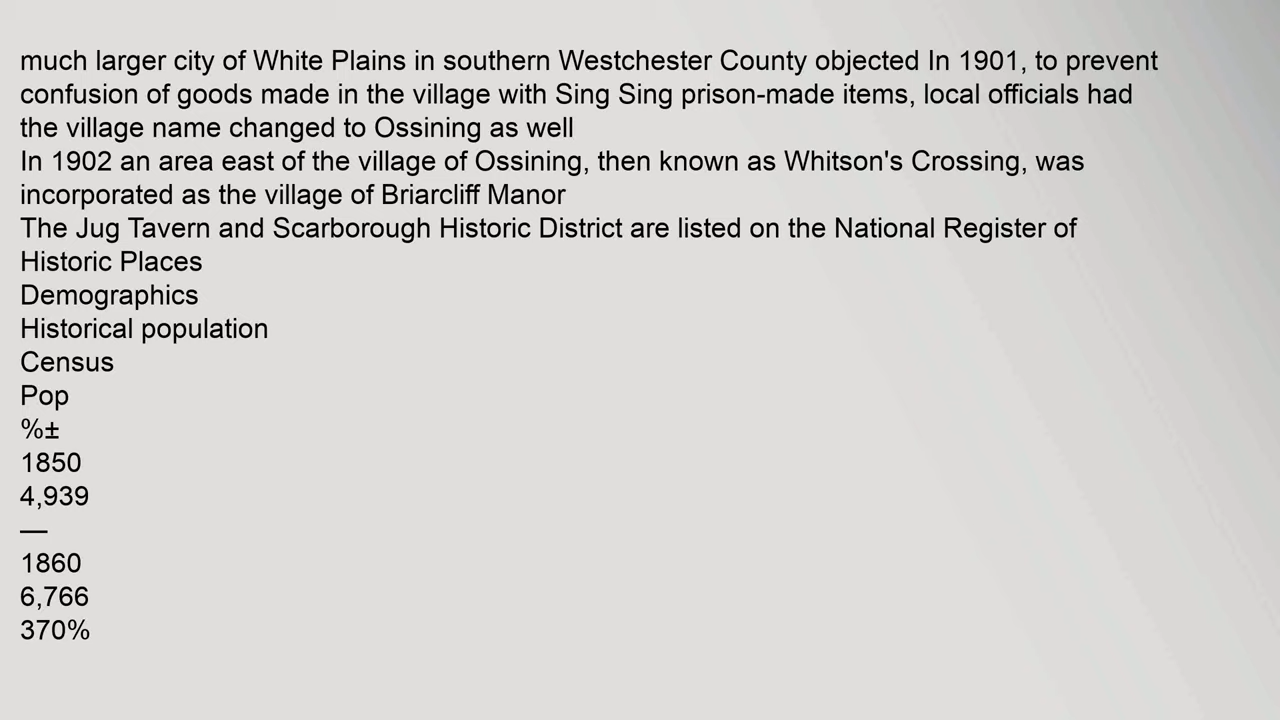 much larger city of White Plains in southern Westchester County objected In 1901, to prevent
confusion of goods made in the village with Sing Sing prison-made items, local officials had
the village name changed to Ossining as well
In 1902 an area east of the village of Ossining, then known as Whitson's Crossing, was
incorporated as the village of Briarcliff Manor
The Jug Tavern and Scarborough Historic District are listed on the National Register of
Historic Places
Demographics
Historical population
Census
Pop
%±
1850
4,939
—
1860
6,766
370%